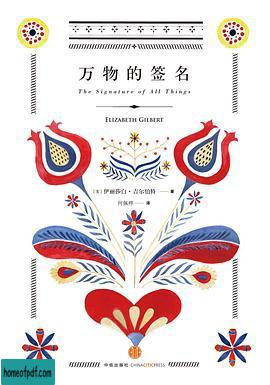 万物的签名
The Signature of All Things
ELIZABETH GILBERT
[美] 伊丽莎白·吉尔伯特 著
何佩桦 译
中信出版社·CHINACITICPRESS
homeofpdf.com